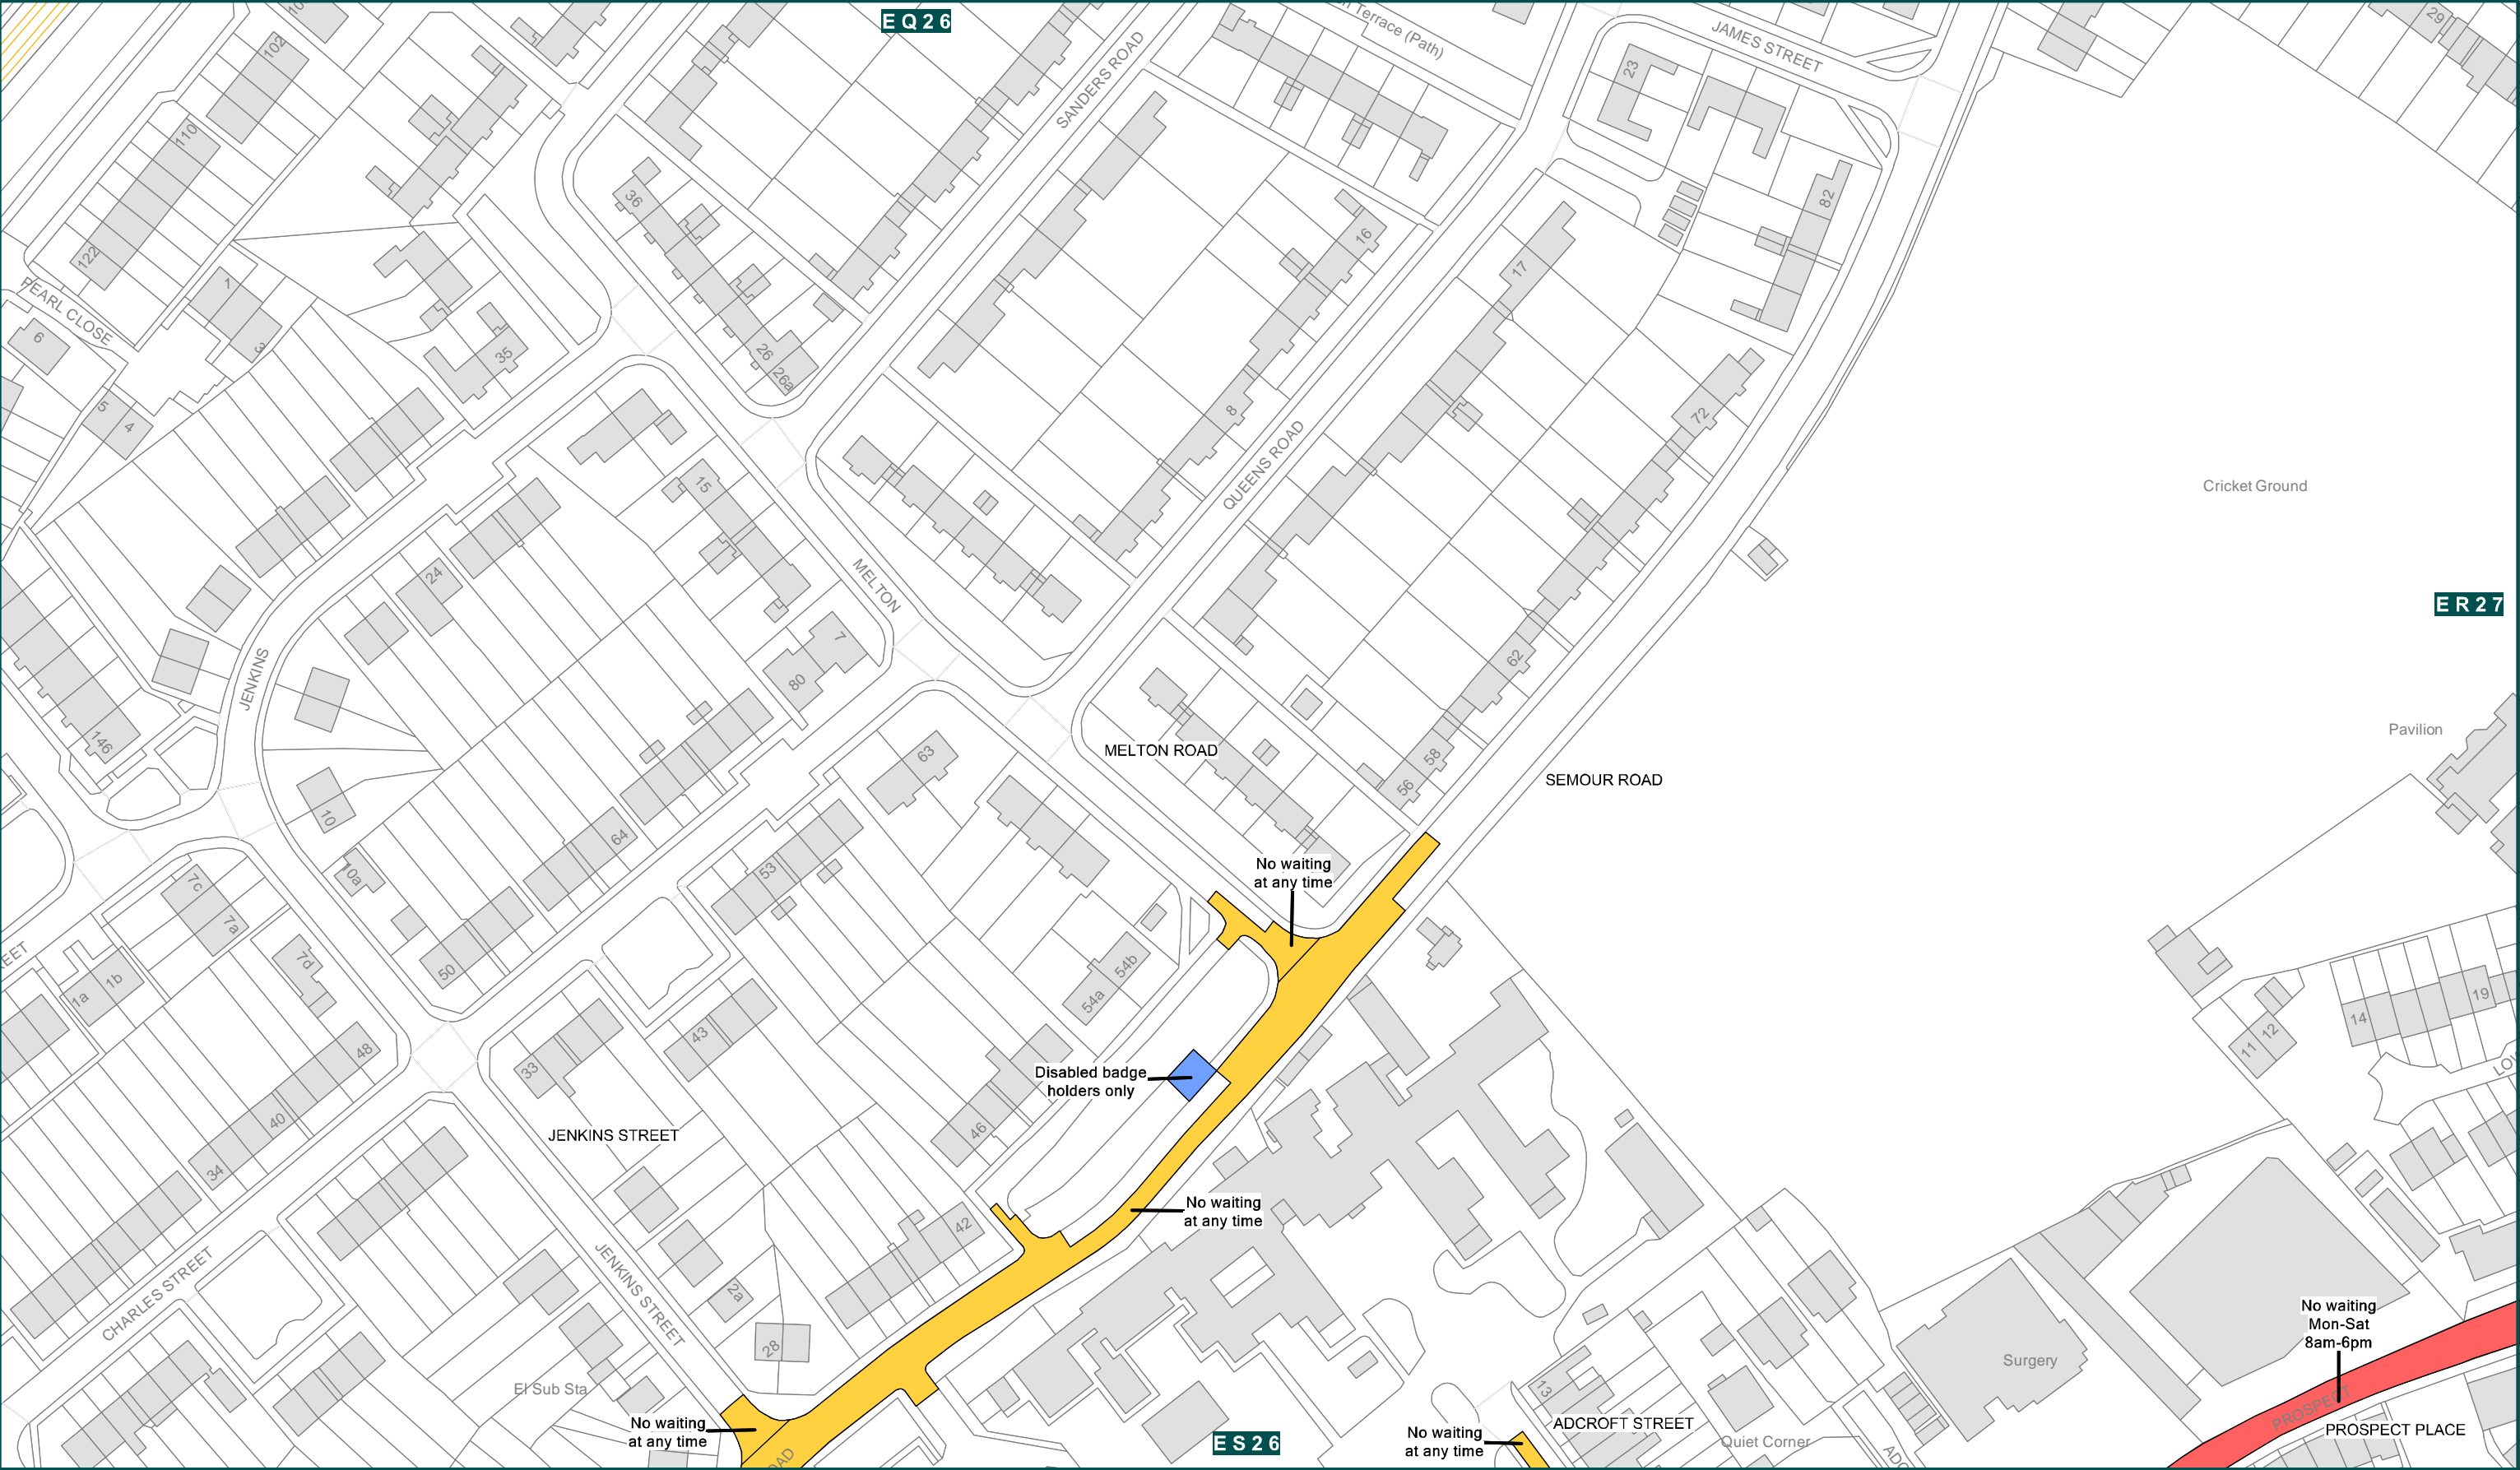 EQ26
SANDERS ROAD
Terrace (Path)
JAMES STREET
29
102
110
122
PEARL CLOSE
1
3
6
5
4
36
26
26a
35
23
82
16
17
8
72
QUEENS ROAD
Cricket Ground
ER27
Pavilion
15
24
MELTON
7
80
62
58
56
MELTON ROAD
SEMOUR ROAD
JENKINS
146
10
10a
64
63
53
50
7c
7a
7d
1a
1b
48
40
34
33
43
54b
54a
46
42
No waiting
at any time
Disabled badge
holders only
No waiting
at any time
JENKINS STREET
JENKINS STREET
CHARLES STREET
2a
28
El Sub Sta
No waiting
at any time
ES26
No waiting
at any time
13
ADCROFT STREET
Quiet Corner
Surgery
14
19
11
12
No waiting
Mon-Sat
8am-6pm
PROSPECT
PROSPECT PLACE